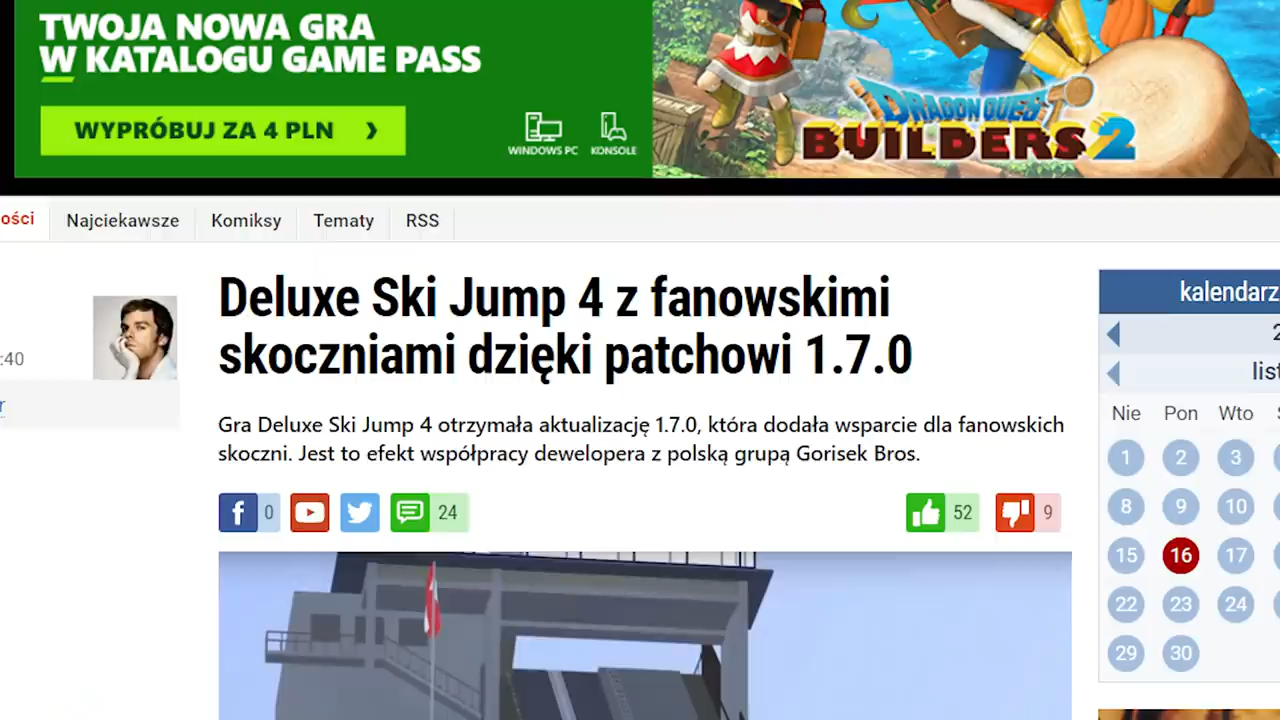 TWOJA NOWA GRA
W KATALOGU GAME PASS
WYPRÓBUJ ZA 4 PLN
WINDOWS PC KONSOLE
DRAGON QUEST
BUILDERS 2
ości Najciekawsze Komiksy Tematy RSS
Deluxe Ski Jump 4 z fanowskimi
skoczniami dzięki patchowi 1.7.0
:40
r
Gra Deluxe Ski Jump 4 otrzymała aktualizację 1.7.0, która dodała wsparcie dla fanowskich
skoczni. Jest to efekt współpracy dewelopera z polską grupą Gorisek Bros.
0 24 52 9
kalendarz
2
list
Nie Pon Wto
1 2 3
8 9 10
15 16 17
22 23 24
29 30